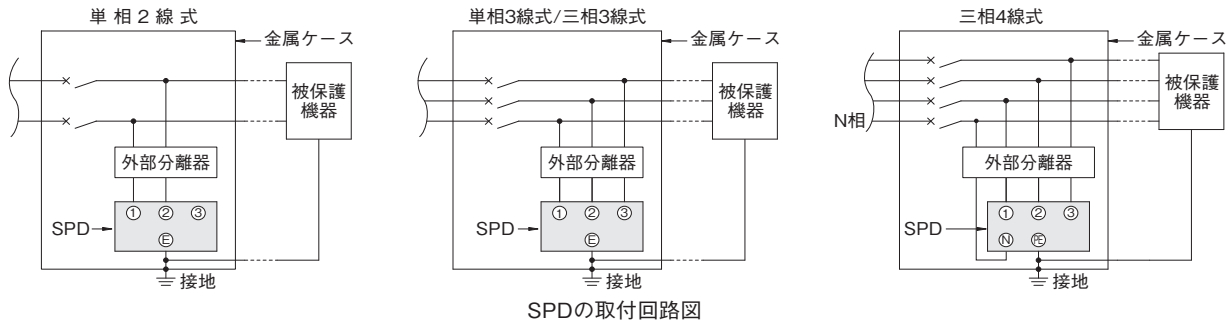 単 相 2 線 式
金属ケース
被保護
機器
外部分離器
① ② ③
SPD
Ⓔ
接地
単相3線式/三相3線式
金属ケース
被保護
機器
外部分離器
① ② ③
SPD
Ⓔ
接地
三相4線式
金属ケース
被保護
機器
N相
外部分離器
① ② ③
SPD
Ⓝ PE
接地
SPDの取付回路図